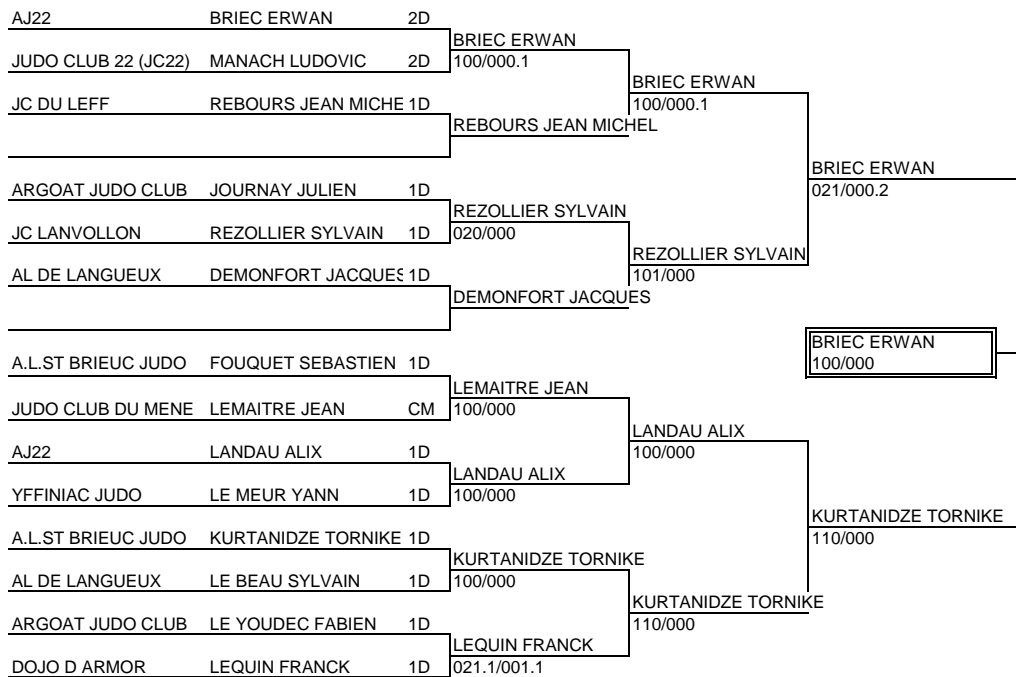 AJ22 BRIEC ERWAN 2D
BRIEC ERWAN
JUDO CLUB 22 (JC22) MANACH LUDOVIC 2D 100/000.1
BRIEC ERWAN
JC DU LEFF REBOURS JEAN MICHE 1D 100/000.1
REBOURS JEAN MICHEL
BRIEC ERWAN
ARGOAT JUDO CLUB JOURNAY JULIEN 1D 021/000.2
REZOLLIER SYLVAIN
JC LANVOLLON REZOLLIER SYLVAIN 1D 020/000
REZOLLIER SYLVAIN
AL DE LANGUEUX DEMONFORT JACQUES 1D 101/000
DEMONFORT JACQUES
BRIEC ERWAN
A.L.ST BRIEUC JUDO FOUQUET SEBASTIEN 1D 100/000
LEMAITRE JEAN
JUDO CLUB DU MENE LEMAITRE JEAN CM 100/000
LANDAU ALIX
AJ22 LANDAU ALIX 1D 100/000
LANDAU ALIX
YFFINIAC JUDO LE MEUR YANN 1D 100/000
KURTANIDZE TORNIKE
A.L.ST BRIEUC JUDO KURTANIDZE TORNIKE 1D 110/000
KURTANIDZE TORNIKE
AL DE LANGUEUX LE BEAU SYLVAIN 1D 100/000
KURTANIDZE TORNIKE
ARGOAT JUDO CLUB LE YOUDEC FABIEN 1D 110/000
LEQUIN FRANCK
DOJO D ARMOR LEQUIN FRANCK 1D 021.1/001.1